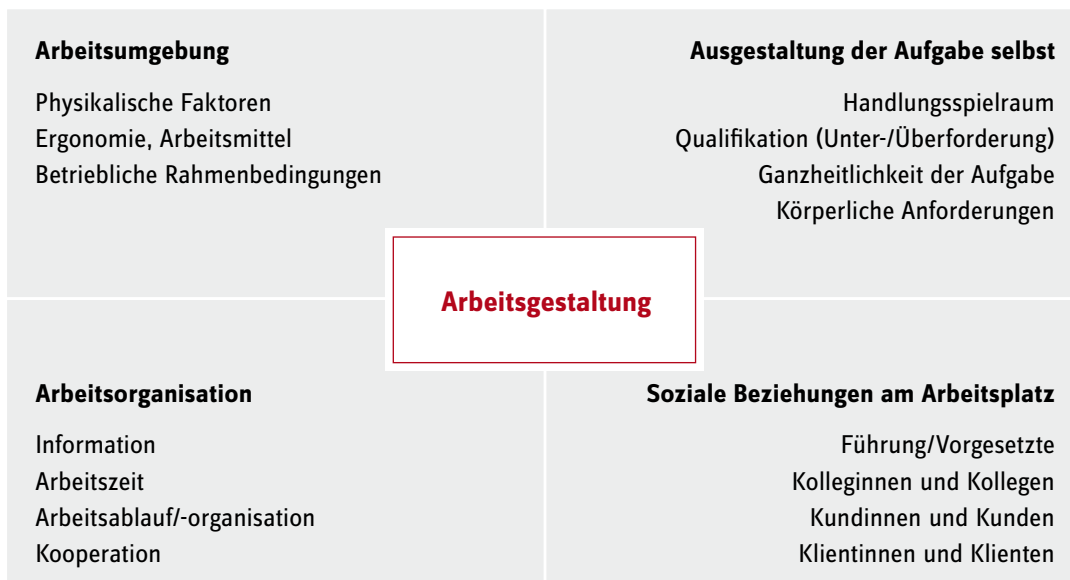 Arbeitsumgebung
Physikalische Faktoren
Ergonomie, Arbeitsmittel
Betriebliche Rahmenbedingungen
Ausgestaltung der Aufgabe selbst
Handlungsspielraum
Qualifikation (Unter-/Überforderung)
Ganzheitlichkeit der Aufgabe
Körperliche Anforderungen
Arbeitsgestaltung
Arbeitsorganisation
Information
Arbeitszeit
Arbeitsablauf/-organisation
Kooperation
Soziale Beziehungen am Arbeitsplatz
Führung/Vorgesetzte
Kolleginnen und Kollegen
Kundinnen und Kunden
Klientinnen und Klienten